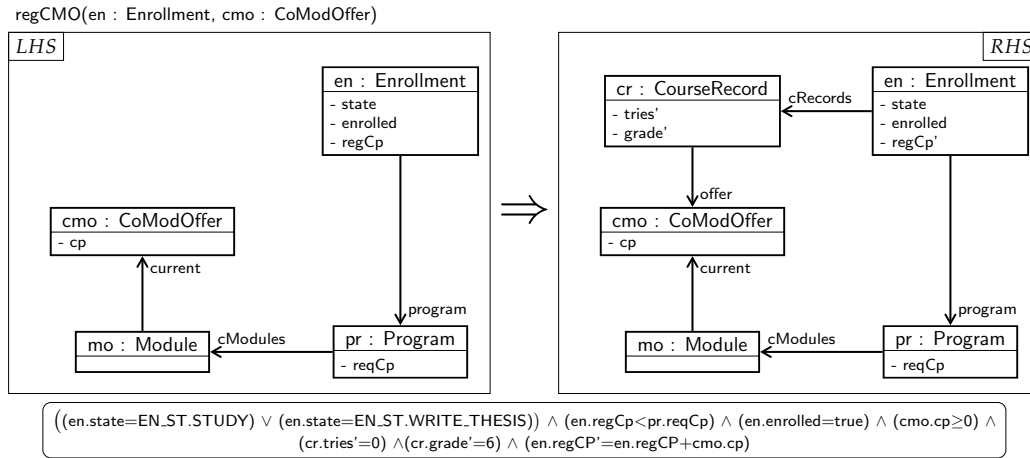 regCMO(en : Enrollment, cmo : CoModOffer)
LHS
en : Enrollment
- state
- enrolled
- regCp
cmo : CoModOffer
- cp
current
program
mo : Module
cModules
pr : Program
- reqCp
⇒
RHS
cr : CourseRecord
- tries'
- grade'
cRecords
en : Enrollment
- state
- enrolled
- regCp'
offer
cmo : CoModOffer
- cp
current
program
mo : Module
cModules
pr : Program
- reqCp
((en.state=EN_ST.STUDY) ∨ (en.state=EN_ST.WRITE_THESIS)) ∧ (en.regCp<pr.reqCp) ∧ (en.enrolled=true) ∧ (cmo.cp≥0) ∧
(cr.tries'=0) ∧(cr.grade'=6) ∧ (en.regCP'=en.regCP+cmo.cp)